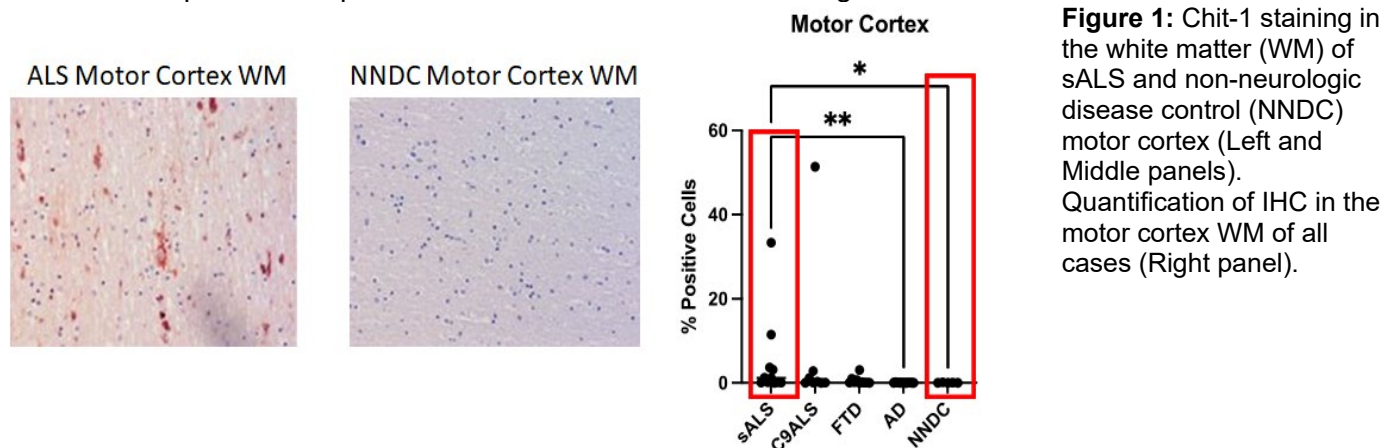 Motor Cortex
ALS Motor Cortex WM
NNDC Motor Cortex WM
*
**
60
40
20
0
% Positive Cells
sALS
C9ALS
FTD
AD
NNDC
Figure 1: Chit-1 staining in
the white matter (WM) of
sALS and non-neurologic
disease control (NNDC)
motor cortex (Left and
Middle panels).
Quantification of IHC in the
motor cortex WM of all
cases (Right panel).